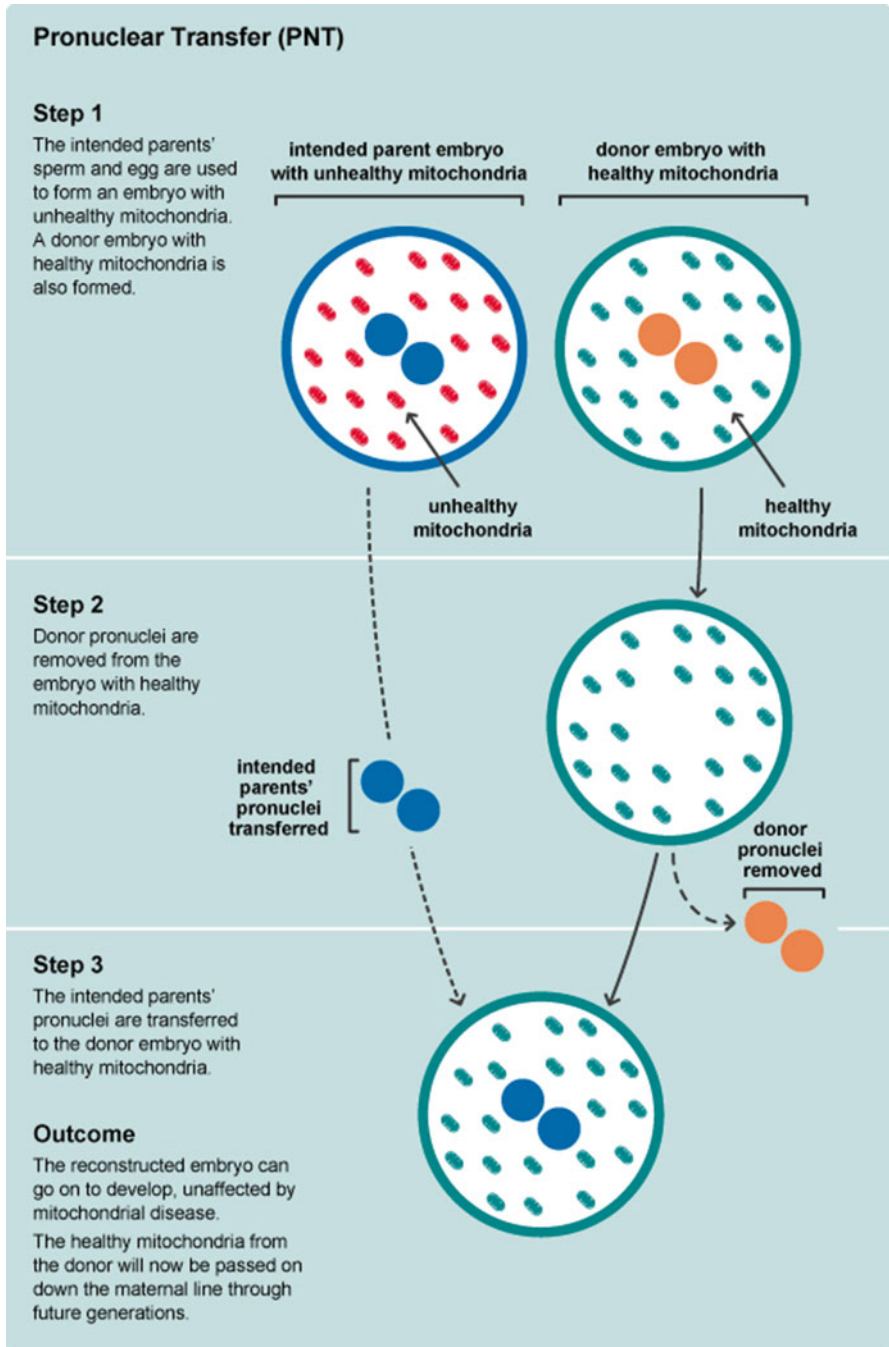 Pronuclear Transfer (PNT)
Step 1
The intended parents'
sperm and egg are used
to form an embryo with
unhealthy mitochondria.
A donor embryo with
healthy mitochondria is
also formed.
intended parent embryo
with unhealthy mitochondria
donor embryo with
healthy mitochondria
unhealthy
mitochondria
healthy
mitochondria
Step 2
Donor pronuclei are
removed from the
embryo with healthy
mitochondria.
intended
parents'
pronuclei
transferred
donor
pronuclei
removed
Step 3
The intended parents'
pronuclei are transferred
to the donor embryo with
healthy mitochondria.
Outcome
The reconstructed embryo can
go on to develop, unaffected by
mitochondrial disease.
The healthy mitochondria from
the donor will now be passed on
down the maternal line through
future generations.